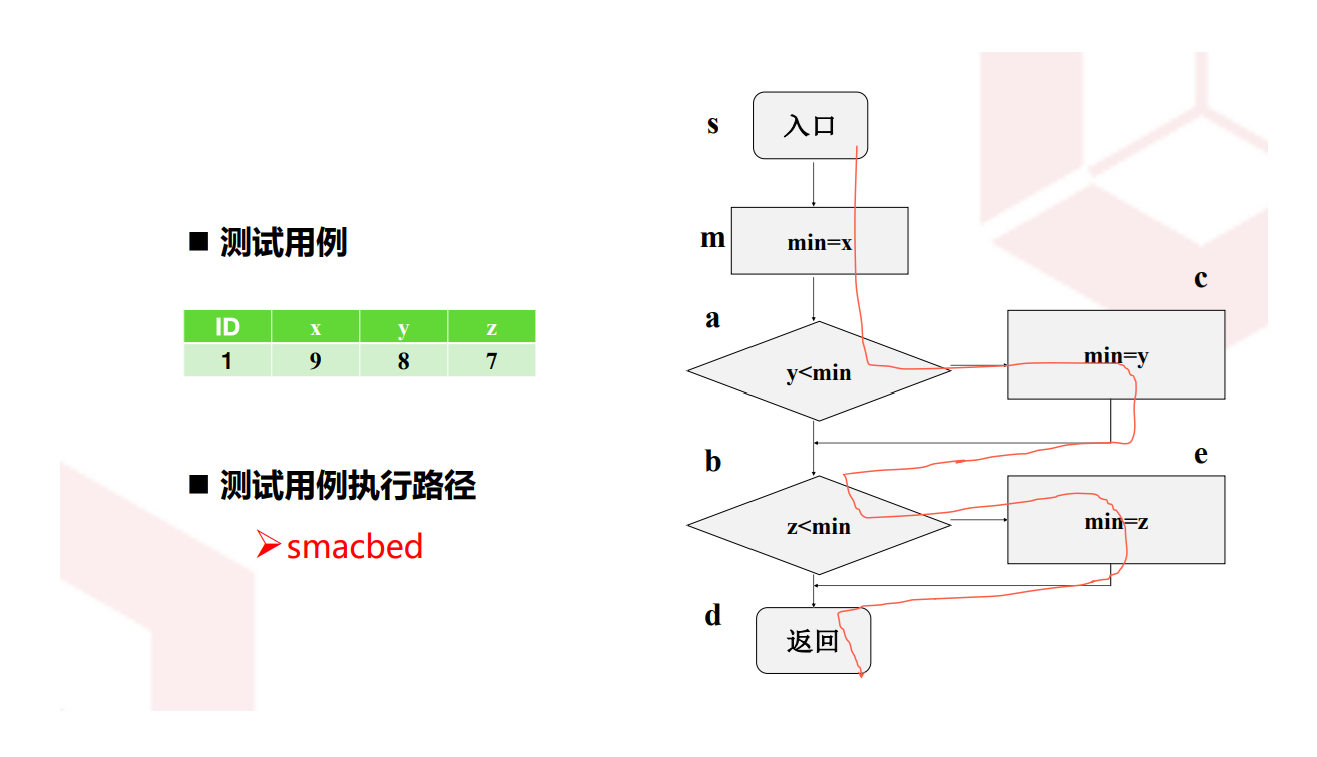 ■ 测试用例
ID x y z
1 9 8 7
■ 测试用例执行路径
➢smacbed
s
入口
m
min=x
c
a
y<min
min=y
b
e
z<min
min=z
d
返回